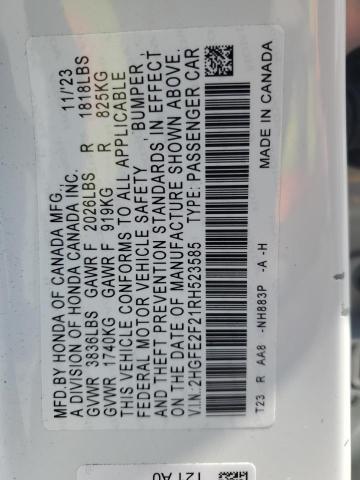 MFD.BY HONDA OF CANADA MFG., 11/'23
A DIVISION OF HONDA CANADA INC.
GVWR 3836LBS GAWR F 2026LBS R 1818LBS
GVWR 1740KG GAWR F 919KG R 825KG
THIS VEHICLE CONFORMS TO ALL APPLICABLE
FEDERAL MOTOR VEHICLE SAFETY, BUMPER,
AND THEFT PREVENTION STANDARDS IN EFFECT
ON THE DATE OF MANUFACTURE SHOWN ABOVE.
V.I.N.:2HGFE2F21RH523585 TYPE: PASSENGER CAR
T23 R AA8 -NH883P -A -H MADE IN CANADA
121 A0